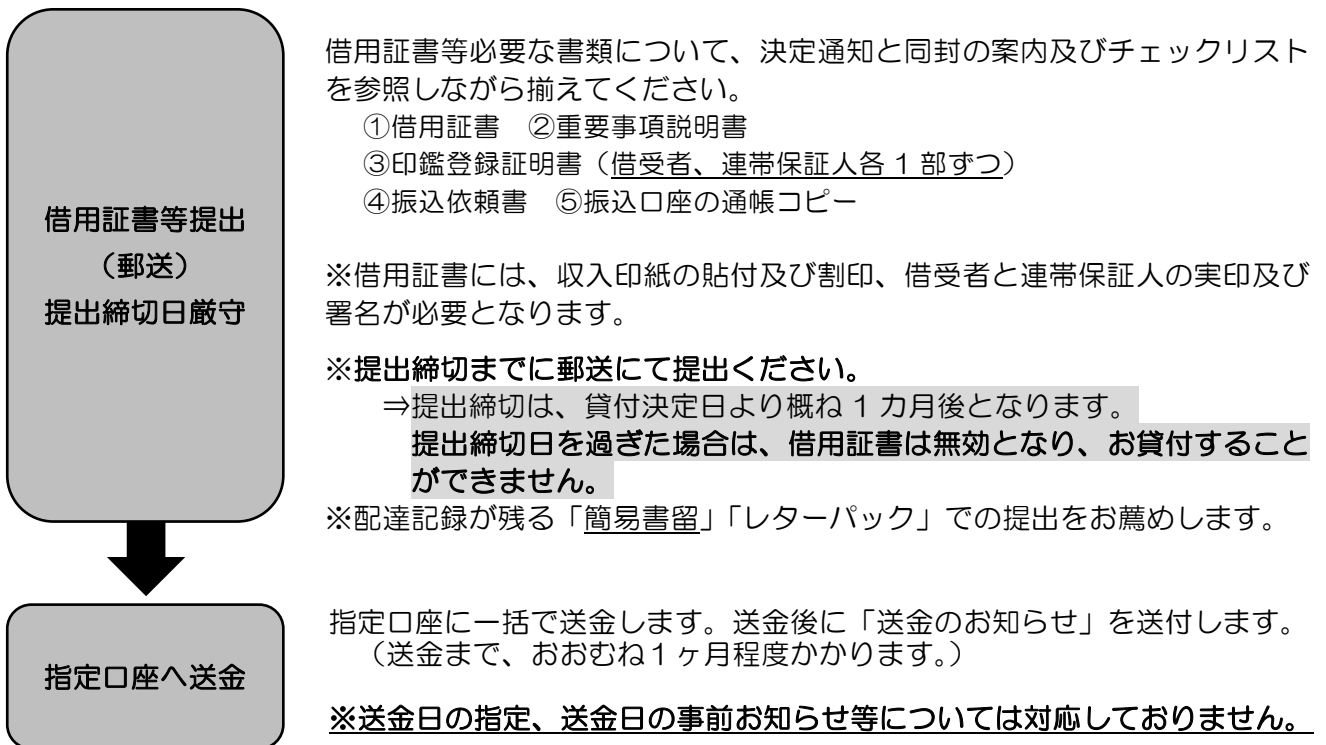 借用証書等提出
（郵送）
提出締切日厳守
借用証書等必要な書類について、決定通知と同封の案内及びチェックリスト
を参照しながら揃えてください。
①借用証書　②重要事項説明書
③印鑑登録証明書（借受者、連帯保証人各 1 部ずつ）
④振込依頼書　⑤振込口座の通帳コピー
※借用証書には、収入印紙の貼付及び割印、借受者と連帯保証人の実印及び
署名が必要となります。
※提出締切までに郵送にて提出ください。
⇒提出締切は、貸付決定日より概ね 1 カ月後となります。
提出締切日を過ぎた場合は、借用証書は無効となり、お貸付すること
ができません。
※配達記録が残る「簡易書留」「レターパック」での提出をお薦めします。
指定口座へ送金
指定口座に一括で送金します。送金後に「送金のお知らせ」を送付します。
（送金まで、おおむね１ヶ月程度かかります。）
※送金日の指定、送金日の事前お知らせ等については対応しておりません。